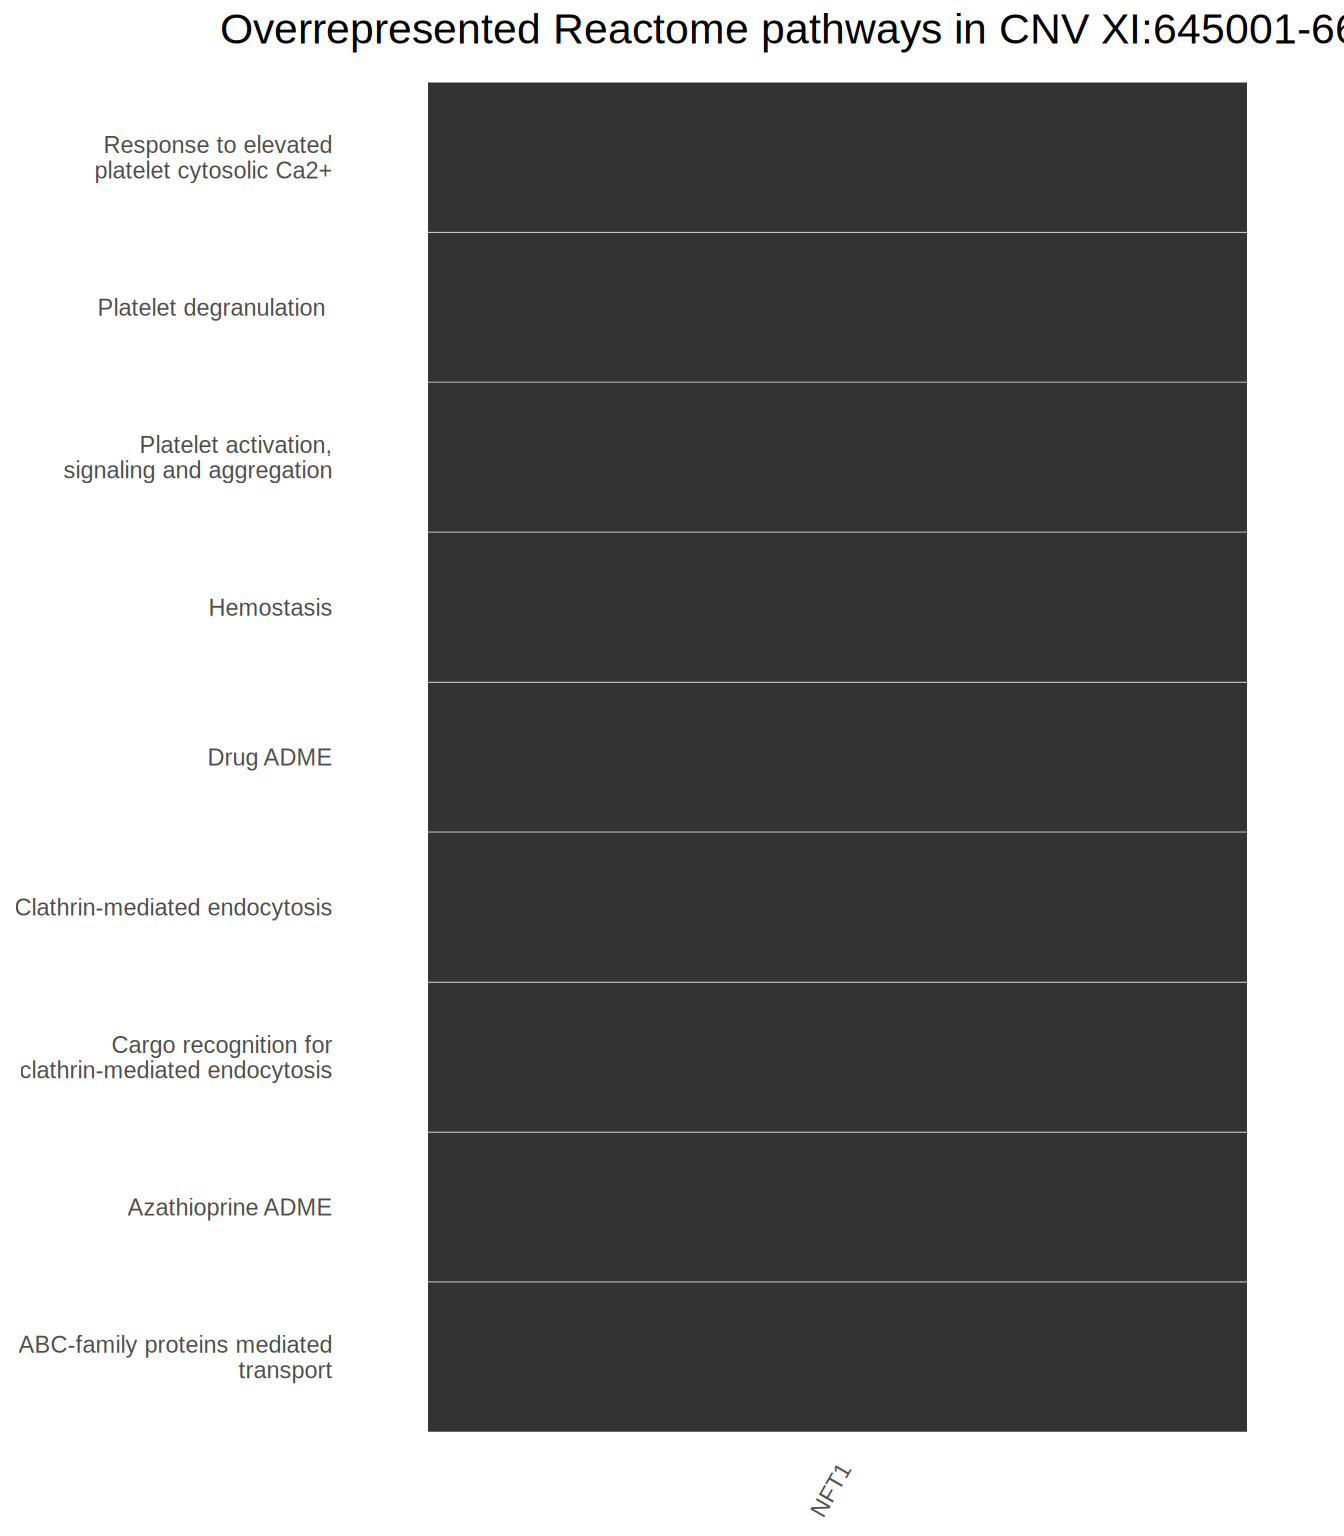 Overrepresented Reactome pathways in CNV XI:645001-66
Response to elevated
platelet cytosolic Ca2+
Platelet degranulation
Platelet activation,
signaling and aggregation
Hemostasis
Drug ADME
Clathrin-mediated endocytosis
Cargo recognition for
clathrin-mediated endocytosis
Azathioprine ADME
ABC-family proteins mediated
transport
NFT1